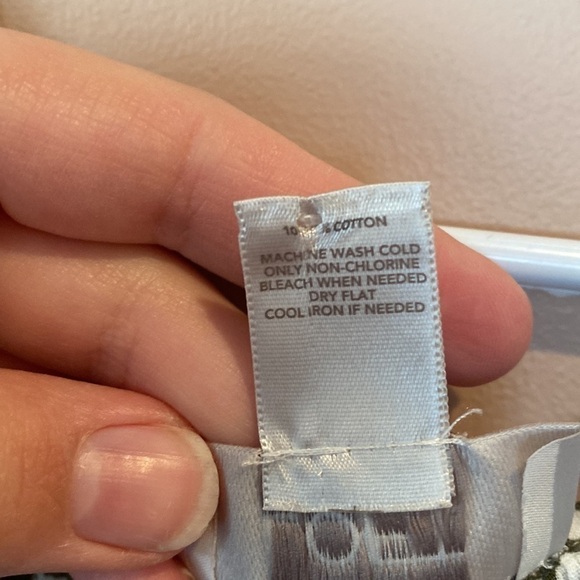 COTTON
MACHINE WASH COLD
ONLY NON-CHLORINE
BLEACH WHEN NEEDED
DRY FLAT
COOL IRON IF NEEDED